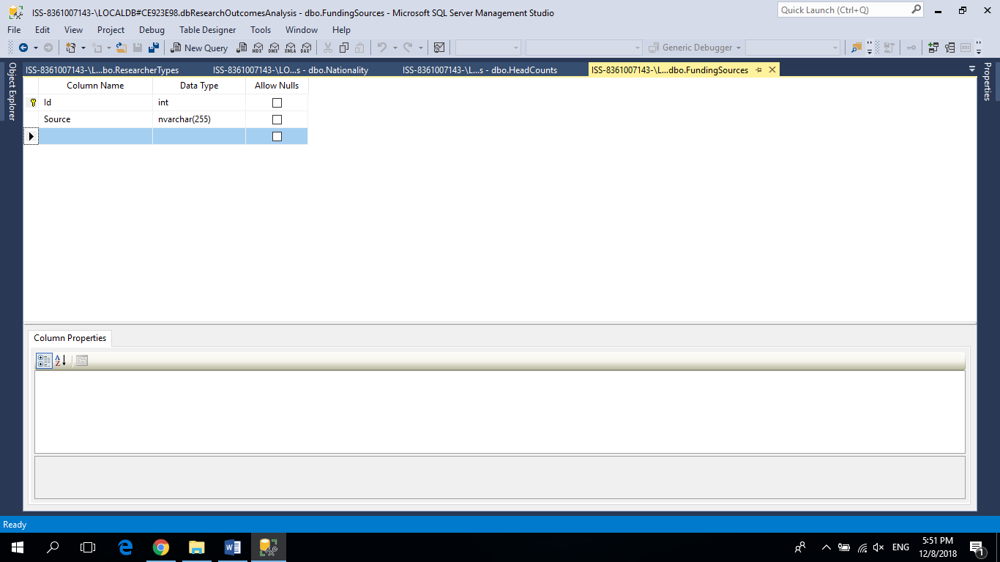 ISS-8361007143-\LOCALDB#CE923E98.dbResearchOutcomesAnalysis - dbo.FundingSources - Microsoft SQL Server Management Studio
Quick Launch (Ctrl+Q)
File Edit View Project Debug Table Designer Tools Window Help
New Query MDX DMX XMLA DAX Generic Debugger
Object Explorer
ISS-8361007143-\L...bo.ResearcherTypes ISS-8361007143-\LO...s - dbo.Nationality ISS-8361007143-\L...s - dbo.HeadCounts ISS-8361007143-\L...dbo.FundingSources
Properties
Column Name Data Type Allow Nulls
Id int
Source nvarchar(255)
Column Properties
A
Z
Ready
ENG
5:51 PM
12/8/2018
1